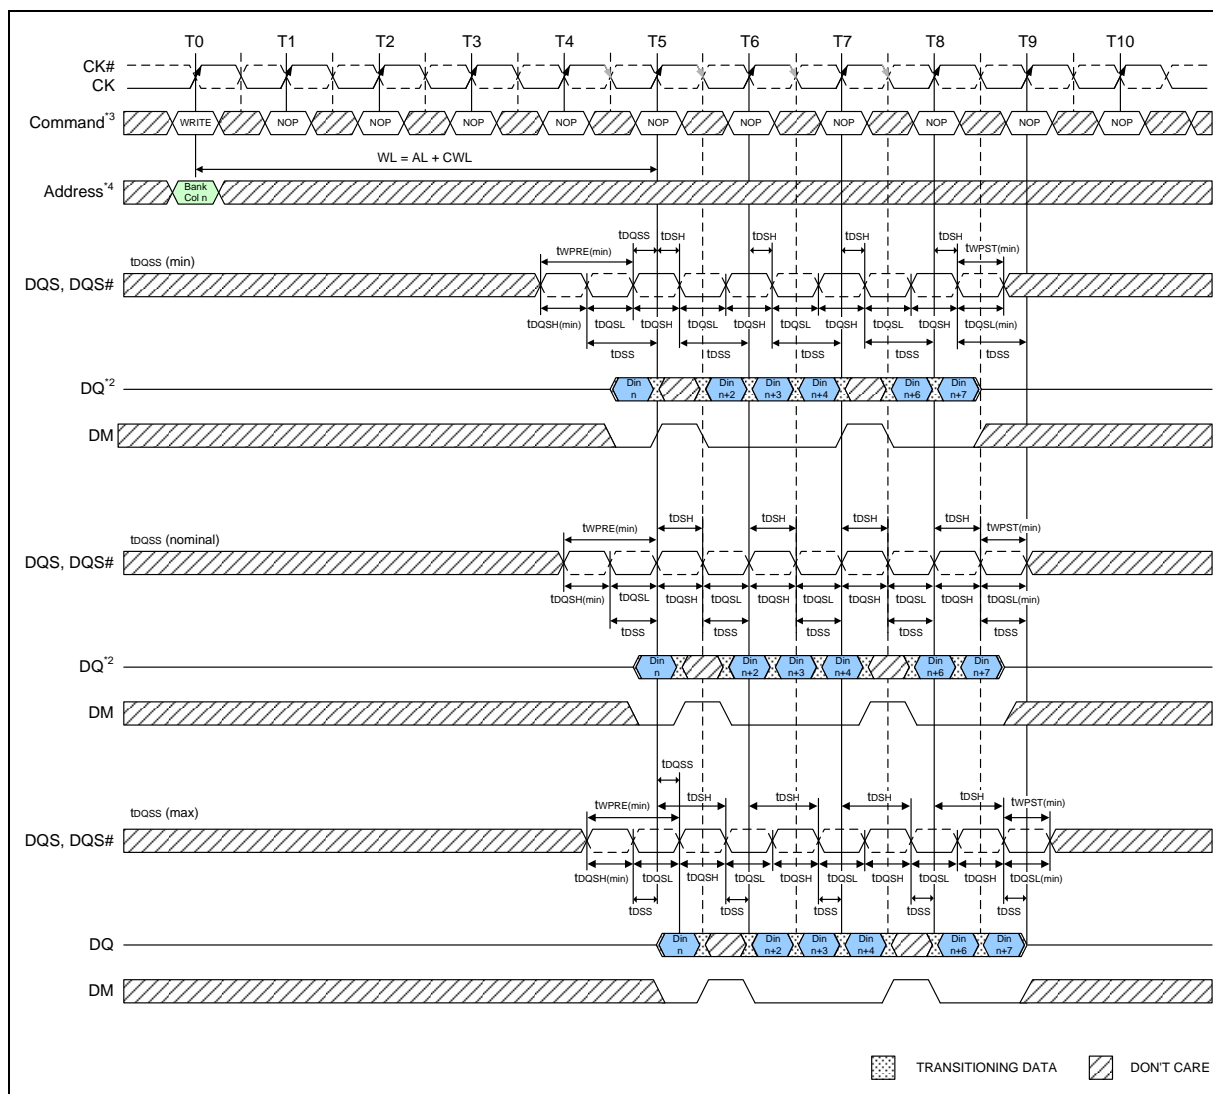 T0 T1 T2 T3 T4 T5 T6 T7 T8 T9 T10
CK#
CK
Command*3 WRITE NOP NOP NOP NOP NOP NOP NOP NOP NOP NOP
WL = AL + CWL
Address*4 Bank
Col n
tDQSS tDSH tDSH tDSH tDSH
tDQSS (min) tWPRE(min) tWPST(min)
DQS, DQS#
tDQSH(min) tDQSL tDQSH tDQSL tDQSH tDQSL tDQSH tDQSL tDQSH tDQSL(min)
tDSS tDSS tDSS tDSS tDSS
DQ*2 Din
n Din
n+2 Din
n+3 Din
n+4 Din
n+6 Din
n+7
DM
tDSH tDSH tDSH tDSH
tDQSS (nominal) tWPRE(min) tWPST(min)
DQS, DQS#
tDQSH(min) tDQSL tDQSH tDQSL tDQSH tDQSL tDQSH tDQSL tDQSH tDQSL(min)
tDSS tDSS tDSS tDSS tDSS
DQ*2 Din
n Din
n+2 Din
n+3 Din
n+4 Din
n+6 Din
n+7
DM
tDQSS
tDQSS (max) tWPRE(min) tDSH tDSH tDSH tDSH tWPST(min)
DQS, DQS#
tDQSH(min) tDQSL tDQSH tDQSL tDQSH tDQSL tDQSH tDQSL tDQSH tDQSL(min)
tDSS tDSS tDSS tDSS tDSS
DQ Din
n Din
n+2 Din
n+3 Din
n+4 Din
n+6 Din
n+7
DM
TRANSITIONING DATA DON'T CARE